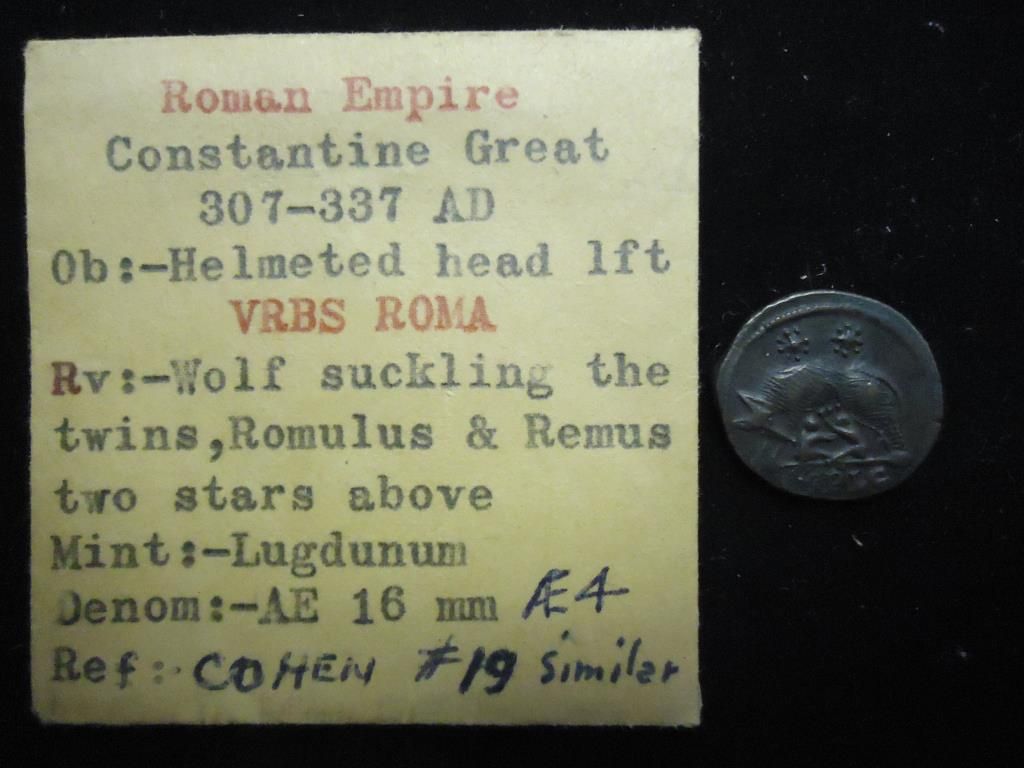 Roman Empire
Constantine Great
307-337 AD
Ob:-Helmeted head lft
VRBS ROMA
Rv:-Wolf suckling the
twins,Romulus & Remus
two stars above
Mint:-Lugdunum
Denom:-AE 16 mm Æ4
Ref:- COHEN #19 Similar